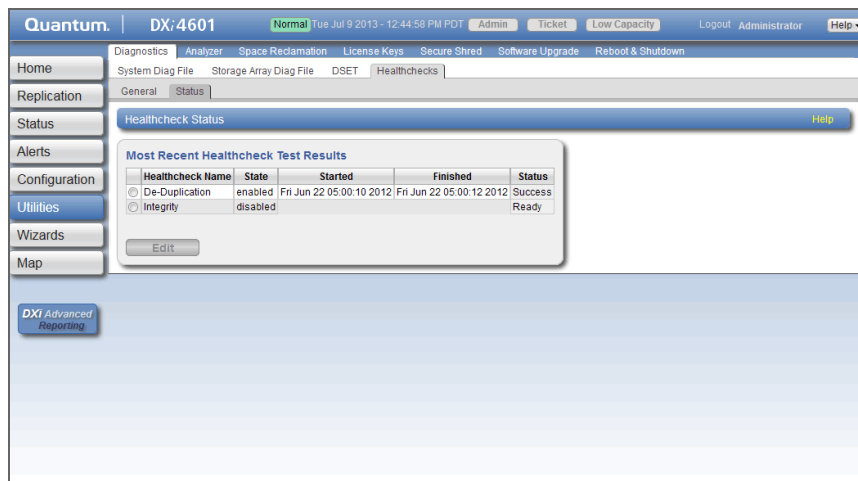 Quantum. DXi4601 Normal Tue Jul 9 2013 - 12:44:58 PM PDT Admin Ticket Low Capacity Logout Administrator Help
Diagnostics Analyzer Space Reclamation License Keys Secure Shred Software Upgrade Reboot & Shutdown
System Diag File Storage Array Diag File DSET Healthchecks
General Status
Home
Replication
Status
Alerts
Configuration
Utilities
Wizards
Map
DXi Advanced
Reporting
Healthcheck Status Help
Most Recent Healthcheck Test Results
Healthcheck Name State Started Finished Status
De-Duplication enabled Fri Jun 22 05:00:10 2012 Fri Jun 22 05:00:12 2012 Success
Integrity disabled Ready
Edit